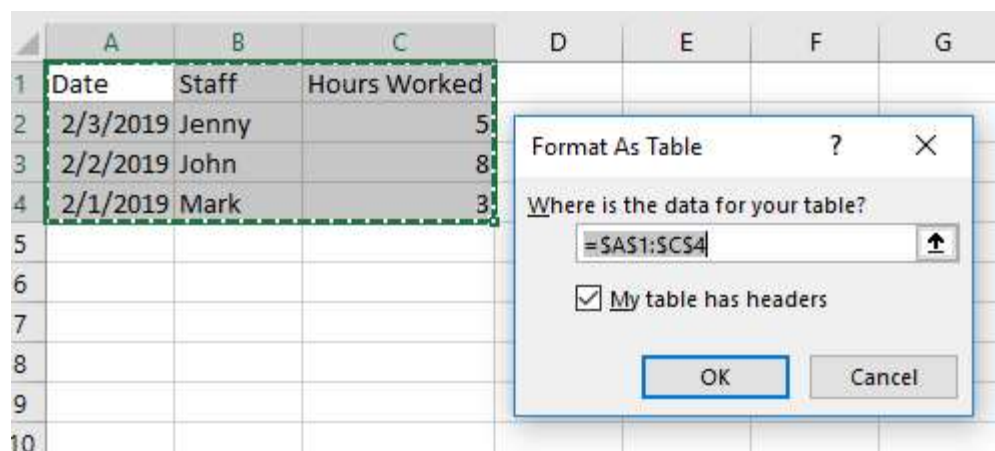 A B C D E F G
1 Date Staff Hours Worked
2 2/3/2019 Jenny 5
3 2/2/2019 John 8
4 2/1/2019 Mark 3
5
6
7
8
9
10
Format As Table ? ×
Where is the data for your table?
=$A$1:$C$4
My table has headers
OK Cancel